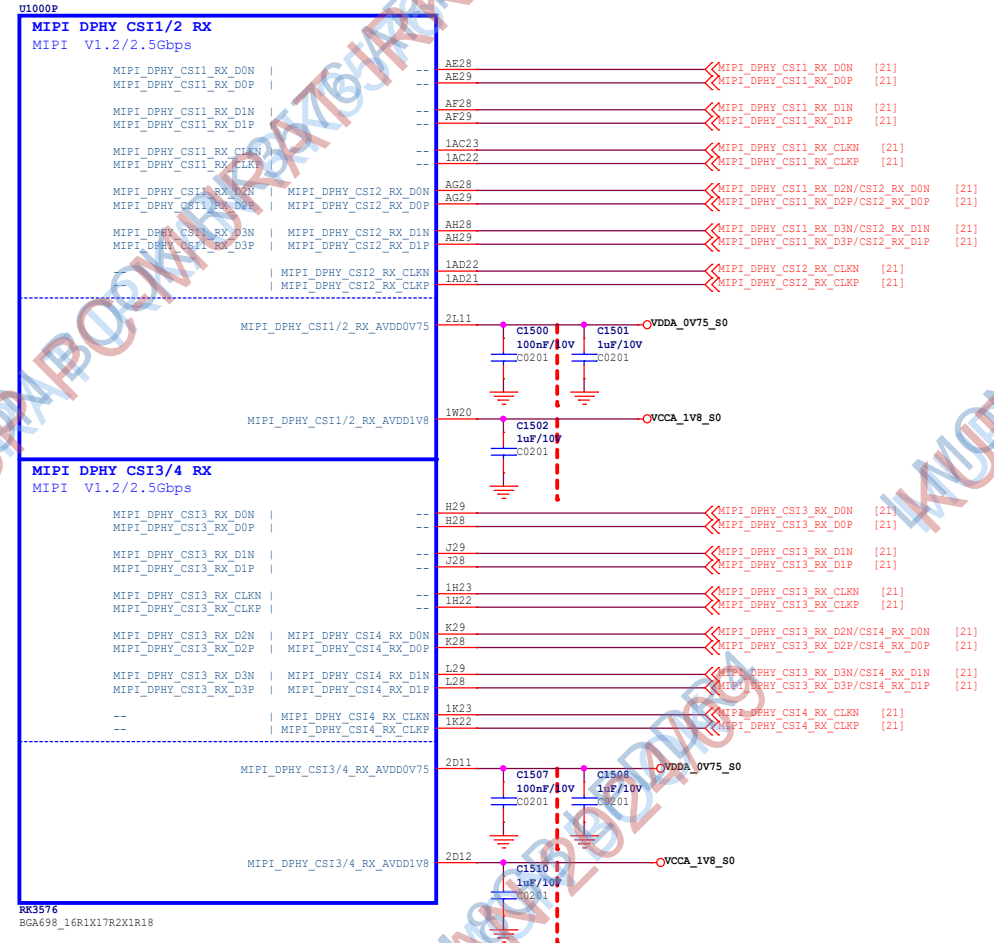 U1000P
MIPI DPHY CSI1/2 RX
MIPI V1.2/2.5Gbps
MIPI_DPHY_CSI1_RX_D0N | -- AE28 MIPI_DPHY_CSI1_RX_D0N [21]
MIPI_DPHY_CSI1_RX_D0P | -- AE29 MIPI_DPHY_CSI1_RX_D0P [21]
MIPI_DPHY_CSI1_RX_D1N | -- AF28 MIPI_DPHY_CSI1_RX_D1N [21]
MIPI_DPHY_CSI1_RX_D1P | -- AF29 MIPI_DPHY_CSI1_RX_D1P [21]
MIPI_DPHY_CSI1_RX_CLKN | -- 1AC23 MIPI_DPHY_CSI1_RX_CLKN [21]
MIPI_DPHY_CSI1_RX_CLKP | -- 1AC22 MIPI_DPHY_CSI1_RX_CLKP [21]
MIPI_DPHY_CSI1_RX_D2N | MIPI_DPHY_CSI2_RX_D0N AG28 MIPI_DPHY_CSI1_RX_D2N/CSI2_RX_D0N [21]
MIPI_DPHY_CSI1_RX_D2P | MIPI_DPHY_CSI2_RX_D0P AG29 MIPI_DPHY_CSI1_RX_D2P/CSI2_RX_D0P [21]
MIPI_DPHY_CSI1_RX_D3N | MIPI_DPHY_CSI2_RX_D1N AH28 MIPI_DPHY_CSI1_RX_D3N/CSI2_RX_D1N [21]
MIPI_DPHY_CSI1_RX_D3P | MIPI_DPHY_CSI2_RX_D1P AH29 MIPI_DPHY_CSI1_RX_D3P/CSI2_RX_D1P [21]
-- | MIPI_DPHY_CSI2_RX_CLKN 1AD22 MIPI_DPHY_CSI2_RX_CLKN [21]
-- | MIPI_DPHY_CSI2_RX_CLKP 1AD21 MIPI_DPHY_CSI2_RX_CLKP [21]
MIPI_DPHY_CSI1/2_RX_AVDD0V75 2L11 VDDA_0V75_S0
C1500 C1501
100nF/10V 1uF/10V
C0201 C0201
MIPI_DPHY_CSI1/2_RX_AVDD1V8 1W20 VCCA_1V8_S0
C1502
1uF/10V
C0201
MIPI DPHY CSI3/4 RX
MIPI V1.2/2.5Gbps
MIPI_DPHY_CSI3_RX_D0N | -- H29 MIPI_DPHY_CSI3_RX_D0N [21]
MIPI_DPHY_CSI3_RX_D0P | -- H28 MIPI_DPHY_CSI3_RX_D0P [21]
MIPI_DPHY_CSI3_RX_D1N | -- J29 MIPI_DPHY_CSI3_RX_D1N [21]
MIPI_DPHY_CSI3_RX_D1P | -- J28 MIPI_DPHY_CSI3_RX_D1P [21]
MIPI_DPHY_CSI3_RX_CLKN | -- 1H23 MIPI_DPHY_CSI3_RX_CLKN [21]
MIPI_DPHY_CSI3_RX_CLKP | -- 1H22 MIPI_DPHY_CSI3_RX_CLKP [21]
MIPI_DPHY_CSI3_RX_D2N | MIPI_DPHY_CSI4_RX_D0N K29 MIPI_DPHY_CSI3_RX_D2N/CSI4_RX_D0N [21]
MIPI_DPHY_CSI3_RX_D2P | MIPI_DPHY_CSI4_RX_D0P K28 MIPI_DPHY_CSI3_RX_D2P/CSI4_RX_D0P [21]
MIPI_DPHY_CSI3_RX_D3N | MIPI_DPHY_CSI4_RX_D1N L29 MIPI_DPHY_CSI3_RX_D3N/CSI4_RX_D1N [21]
MIPI_DPHY_CSI3_RX_D3P | MIPI_DPHY_CSI4_RX_D1P L28 MIPI_DPHY_CSI3_RX_D3P/CSI4_RX_D1P [21]
-- | MIPI_DPHY_CSI4_RX_CLKN 1K23 MIPI_DPHY_CSI4_RX_CLKN [21]
-- | MIPI_DPHY_CSI4_RX_CLKP 1K22 MIPI_DPHY_CSI4_RX_CLKP [21]
MIPI_DPHY_CSI3/4_RX_AVDD0V75 2D11 VDDA_0V75_S0
C1507 C1508
100nF/10V 1uF/10V
C0201 C0201
MIPI_DPHY_CSI3/4_RX_AVDD1V8 2D12 VCCA_1V8_S0
C1510
1uF/10V
C0201
RK3576
BGA698_16R1X17R2X1R18